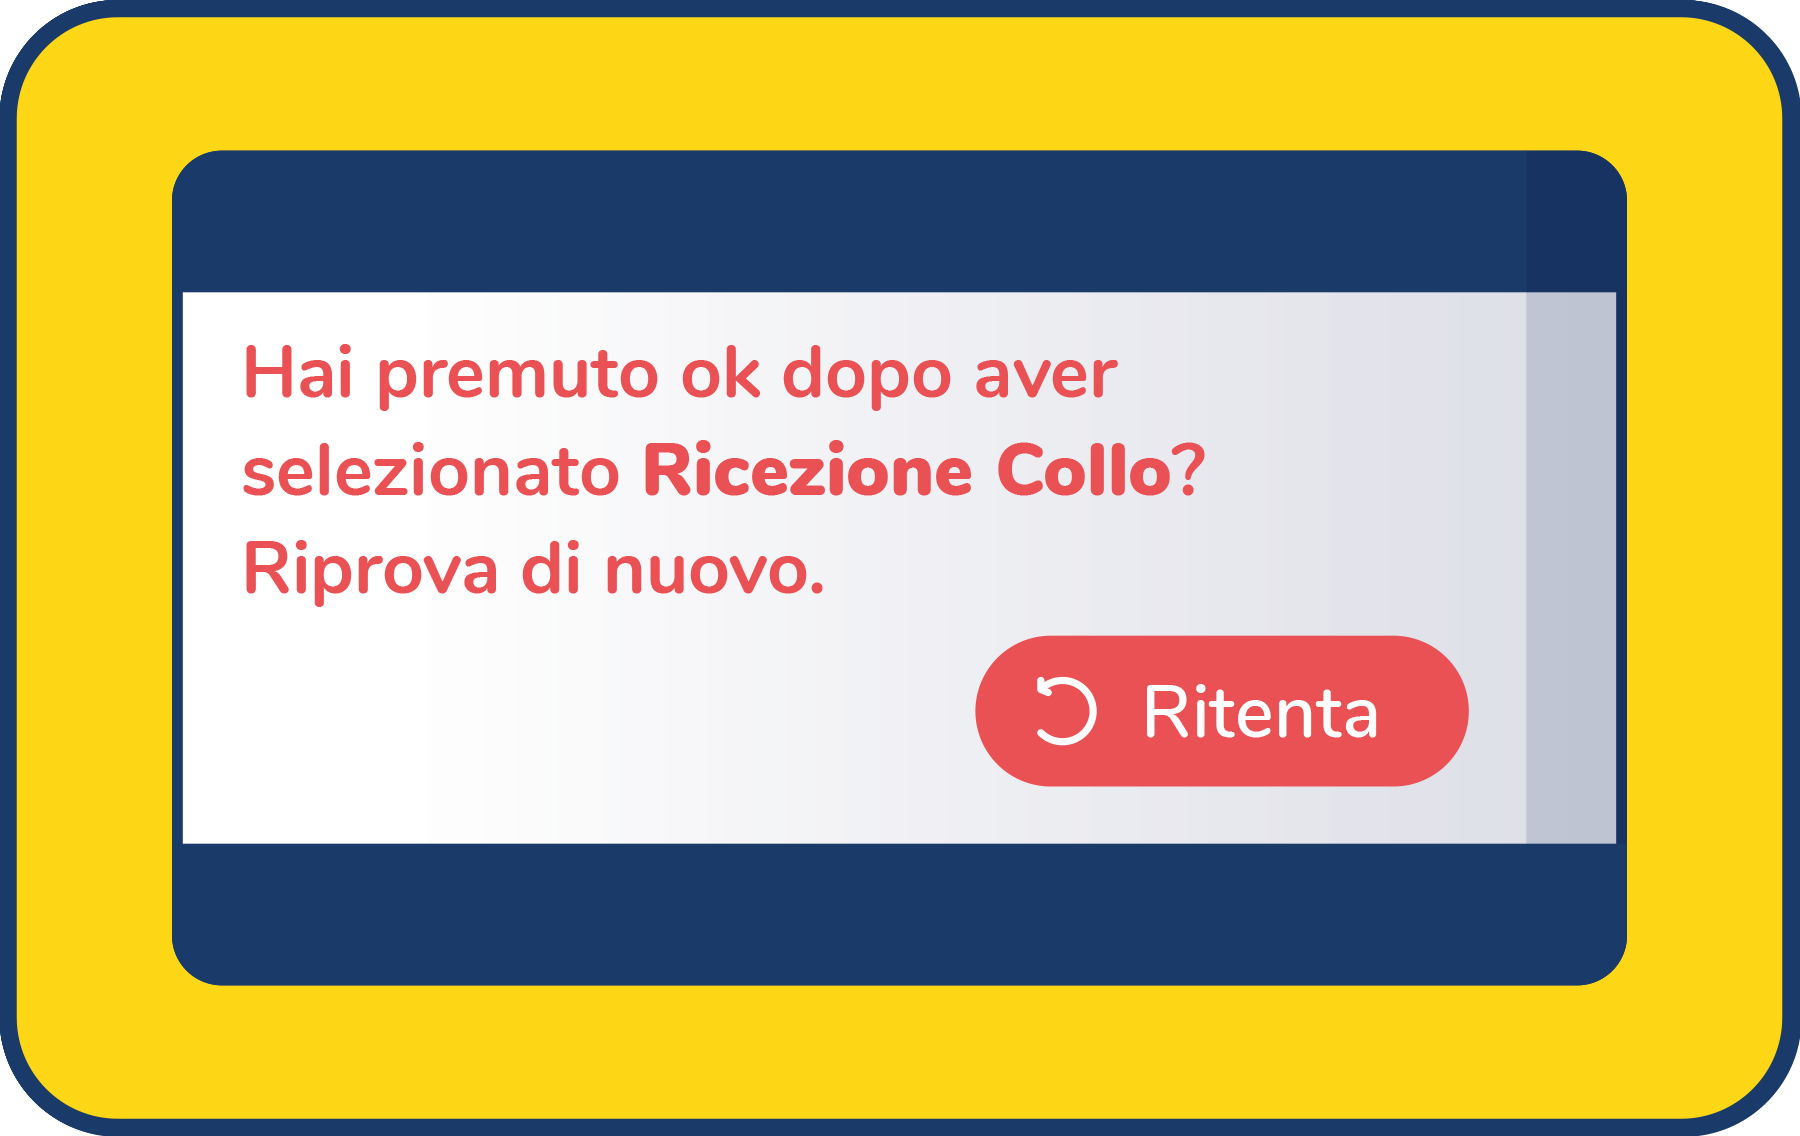 Hai premuto ok dopo aver
selezionato Ricezione Collo?
Riprova di nuovo.
Ritenta